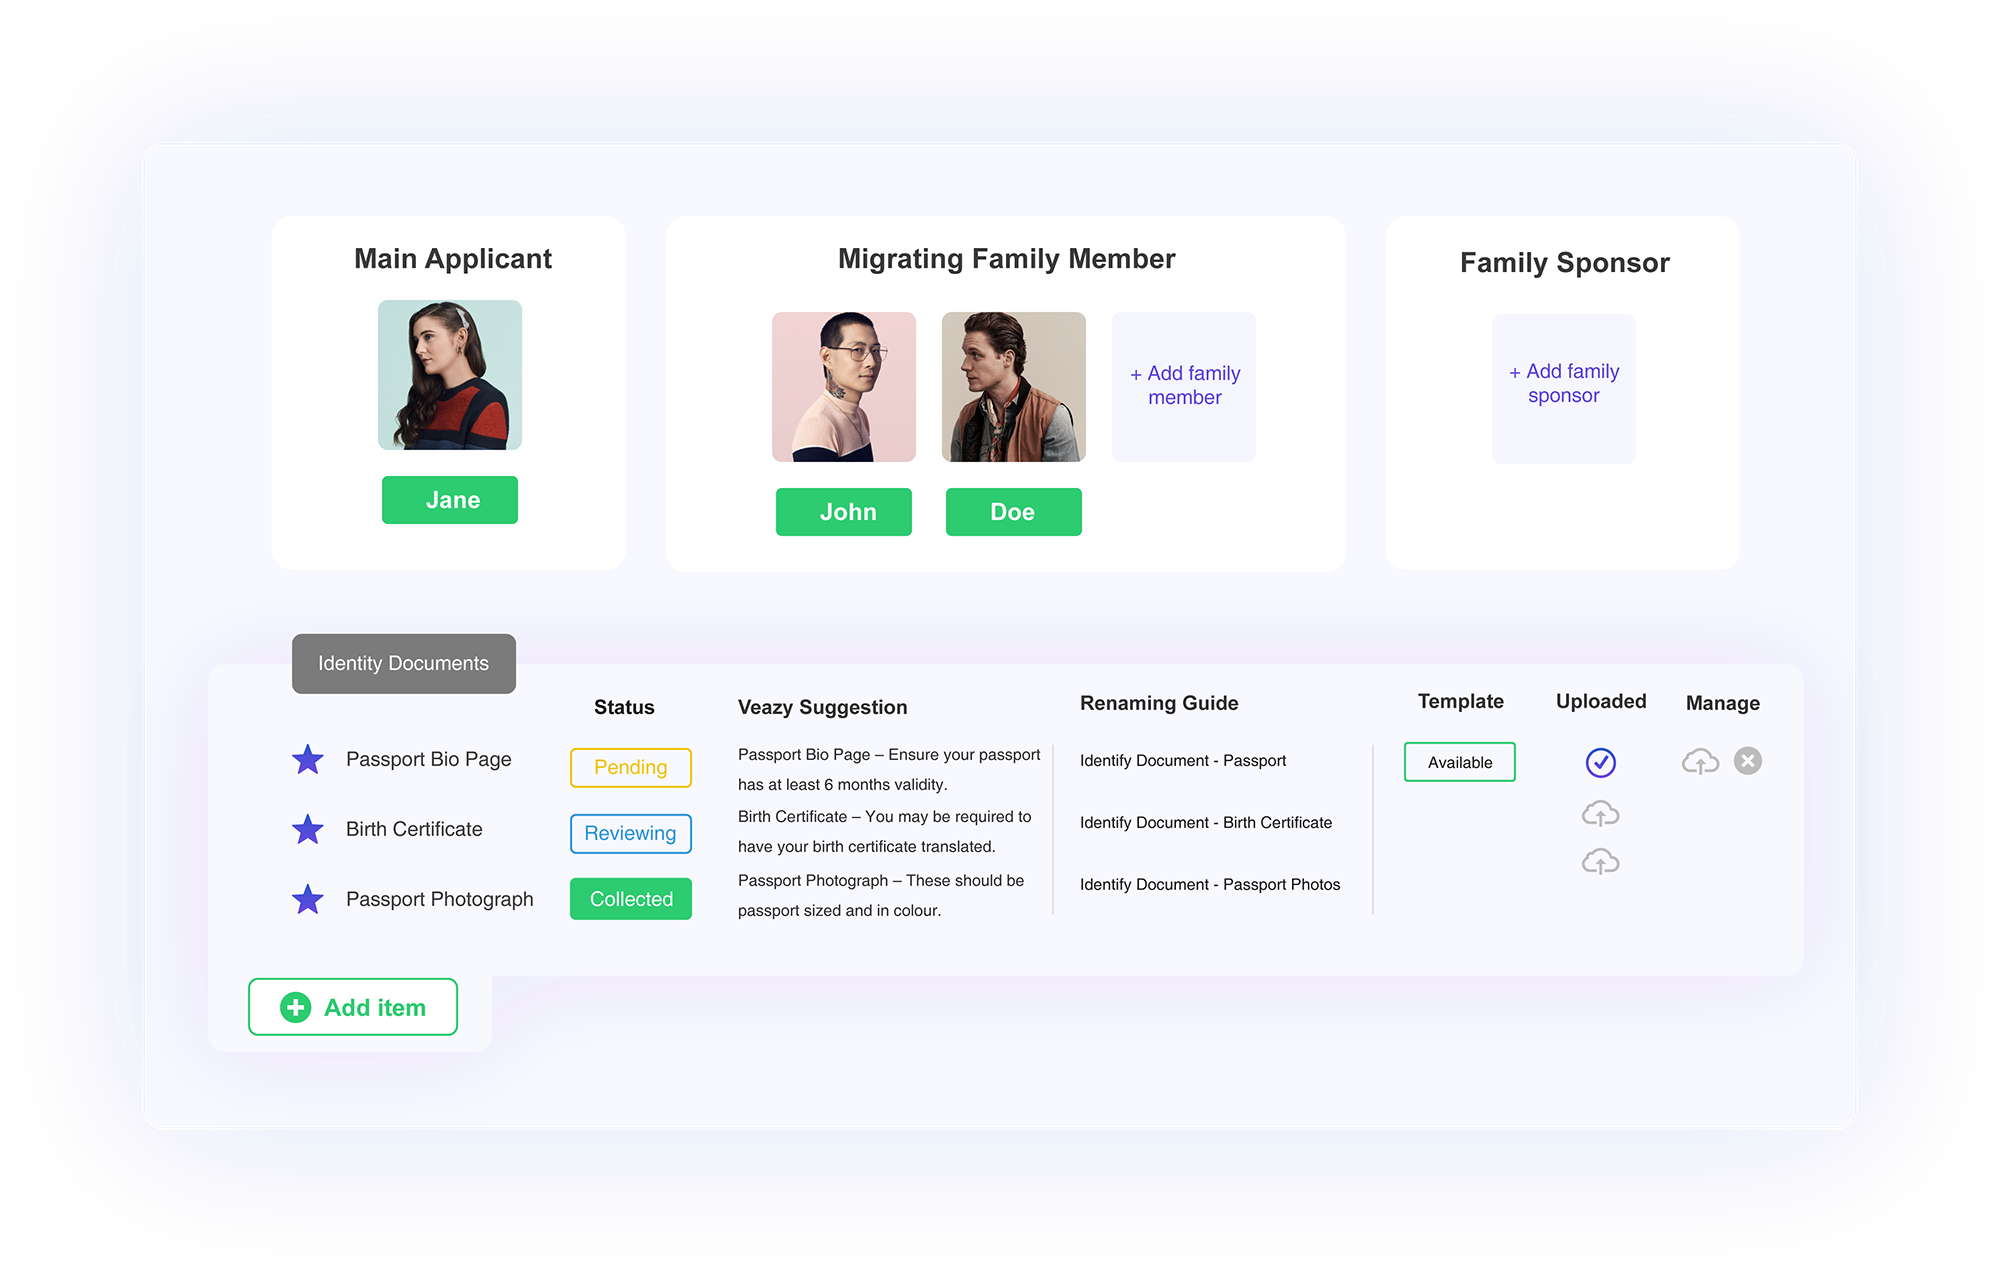 Main Applicant
Jane
Migrating Family Member
+ Add family
member
John
Doe
Family Sponsor
+ Add family
sponsor
Identity Documents
Status
Veazy Suggestion
Renaming Guide
Template
Uploaded
Manage
Passport Bio Page
Pending
Passport Bio Page – Ensure your passport
has at least 6 months validity.
Identify Document - Passport
Available
Birth Certificate
Reviewing
Birth Certificate – You may be required to
have your birth certificate translated.
Identify Document - Birth Certificate
Passport Photograph
Collected
Passport Photograph – These should be
passport sized and in colour.
Identify Document - Passport Photos
Add item